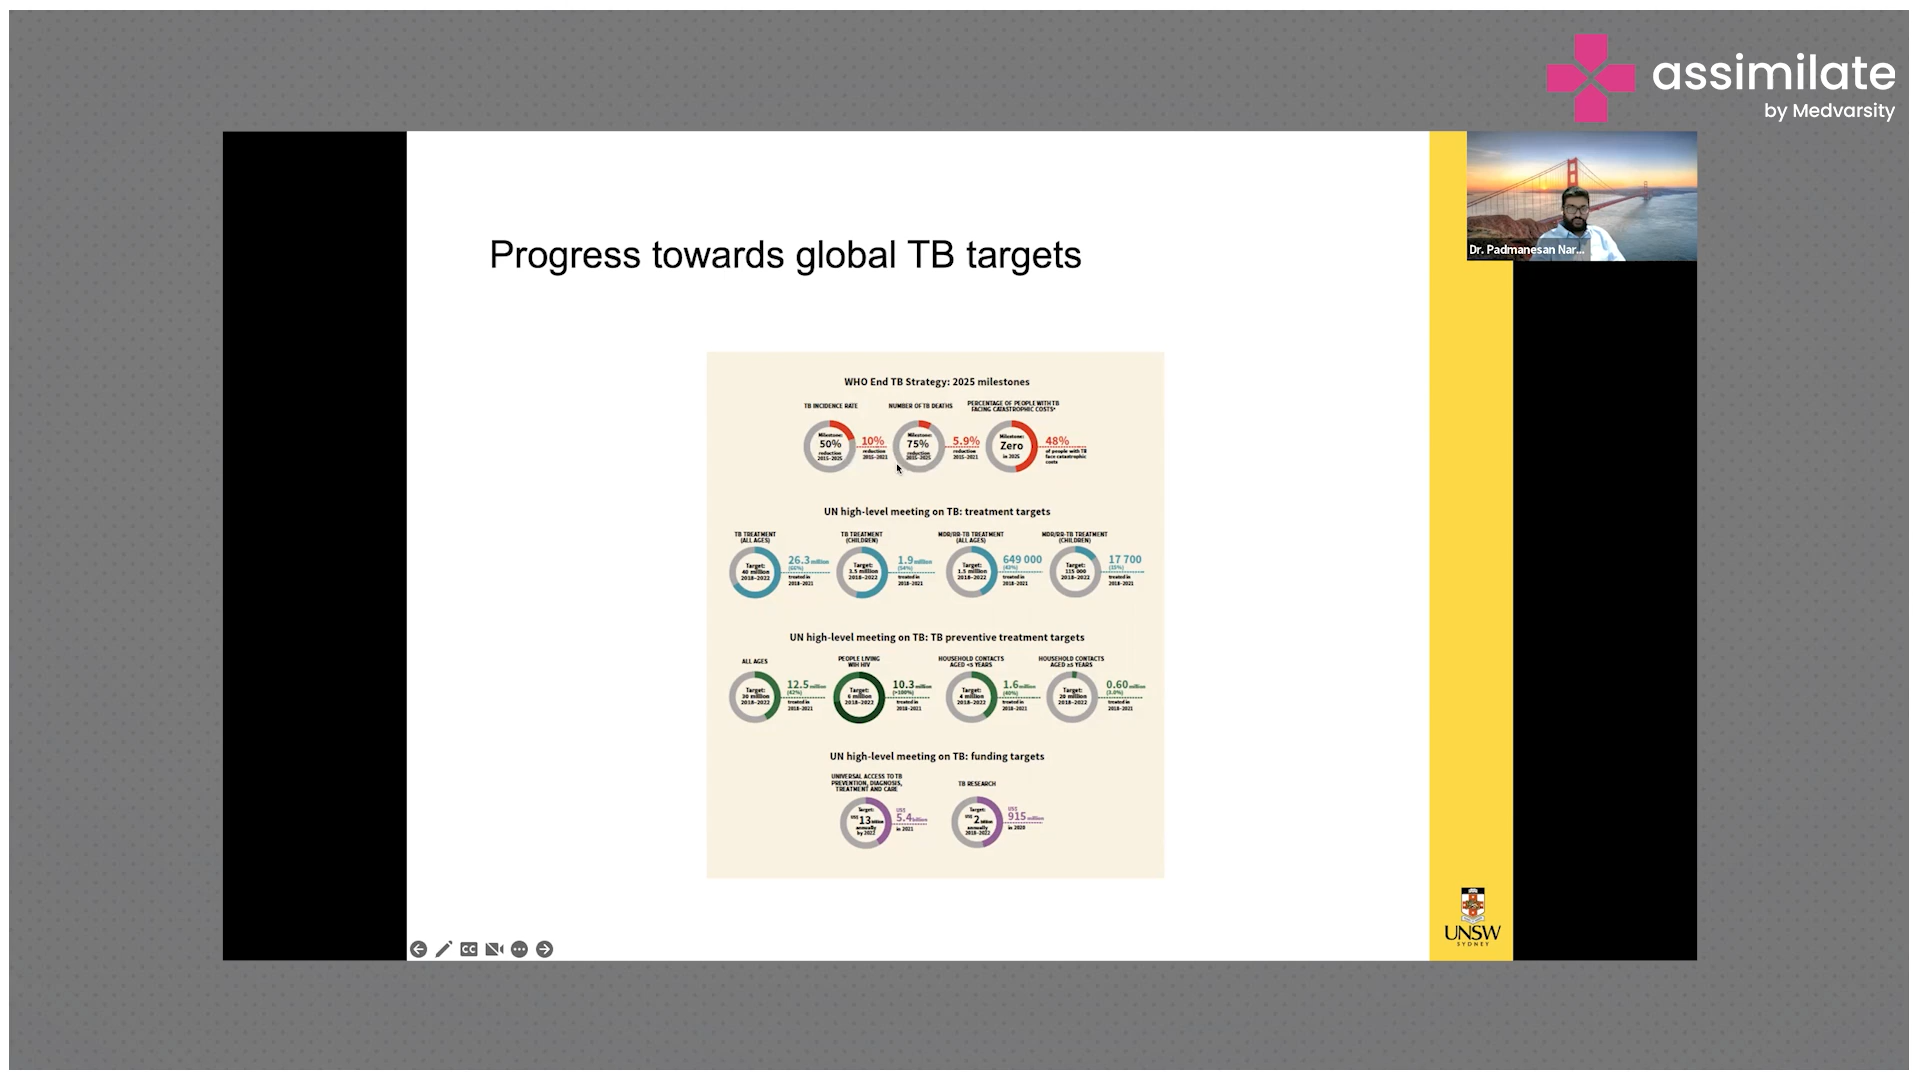 assimilate
by Medvarsity
Dr. Padmanesan Nar...
Progress towards global TB targets
WHO End TB Strategy: 2025 milestones
TB INCIDENCE RATE
Milestone:
50%
reduction
2015–2025
10%
reduction
2015–2021
NUMBER OF TB DEATHS
Milestone:
75%
reduction
2015–2025
5.9%
reduction
2015–2021
PERCENTAGE OF PEOPLE WITH TB
FACING CATASTROPHIC COSTS*
Milestone:
Zero
in 2025
48%
of people with TB
face catastrophic
costs
UN high-level meeting on TB: treatment targets
TB TREATMENT
(ALL AGES)
Target:
40 million
2018–2022
26.3 million
(66%)
treated in
2018–2021
TB TREATMENT
(CHILDREN)
Target:
3.5 million
2018–2022
1.9 million
(54%)
treated in
2018–2021
MDR/RR-TB TREATMENT
(ALL AGES)
Target:
1.5 million
2018–2022
649 000
(43%)
treated in
2018–2021
MDR/RR-TB TREATMENT
(CHILDREN)
Target:
115 000
2018–2022
17 700
(15%)
treated in
2018–2021
UN high-level meeting on TB: TB preventive treatment targets
ALL AGES
Target:
30 million
2018–2022
12.5 million
(42%)
treated in
2018–2021
PEOPLE LIVING
WIH HIV
Target:
6 million
2018–2022
10.3 million
(>100%)
treated in
2018–2021
HOUSEHOLD CONTACTS
AGED <5 YEARS
Target:
4 million
2018–2022
1.6 million
(40%)
treated in
2018–2021
HOUSEHOLD CONTACTS
AGED ≥5 YEARS
Target:
20 million
2018–2022
0.60 million
(3.0%)
treated in
2018–2021
UN high-level meeting on TB: funding targets
UNIVERSAL ACCESS TO TB
PREVENTION, DIAGNOSIS,
TREATMENT AND CARE
Target:
US$ 13 billion
annually
by 2022
US$
5.4 billion
in 2021
TB RESEARCH
Target:
US$ 2 billion
annually
2018–2022
US$
915 million
in 2020
CC
UNSW
SYDNEY